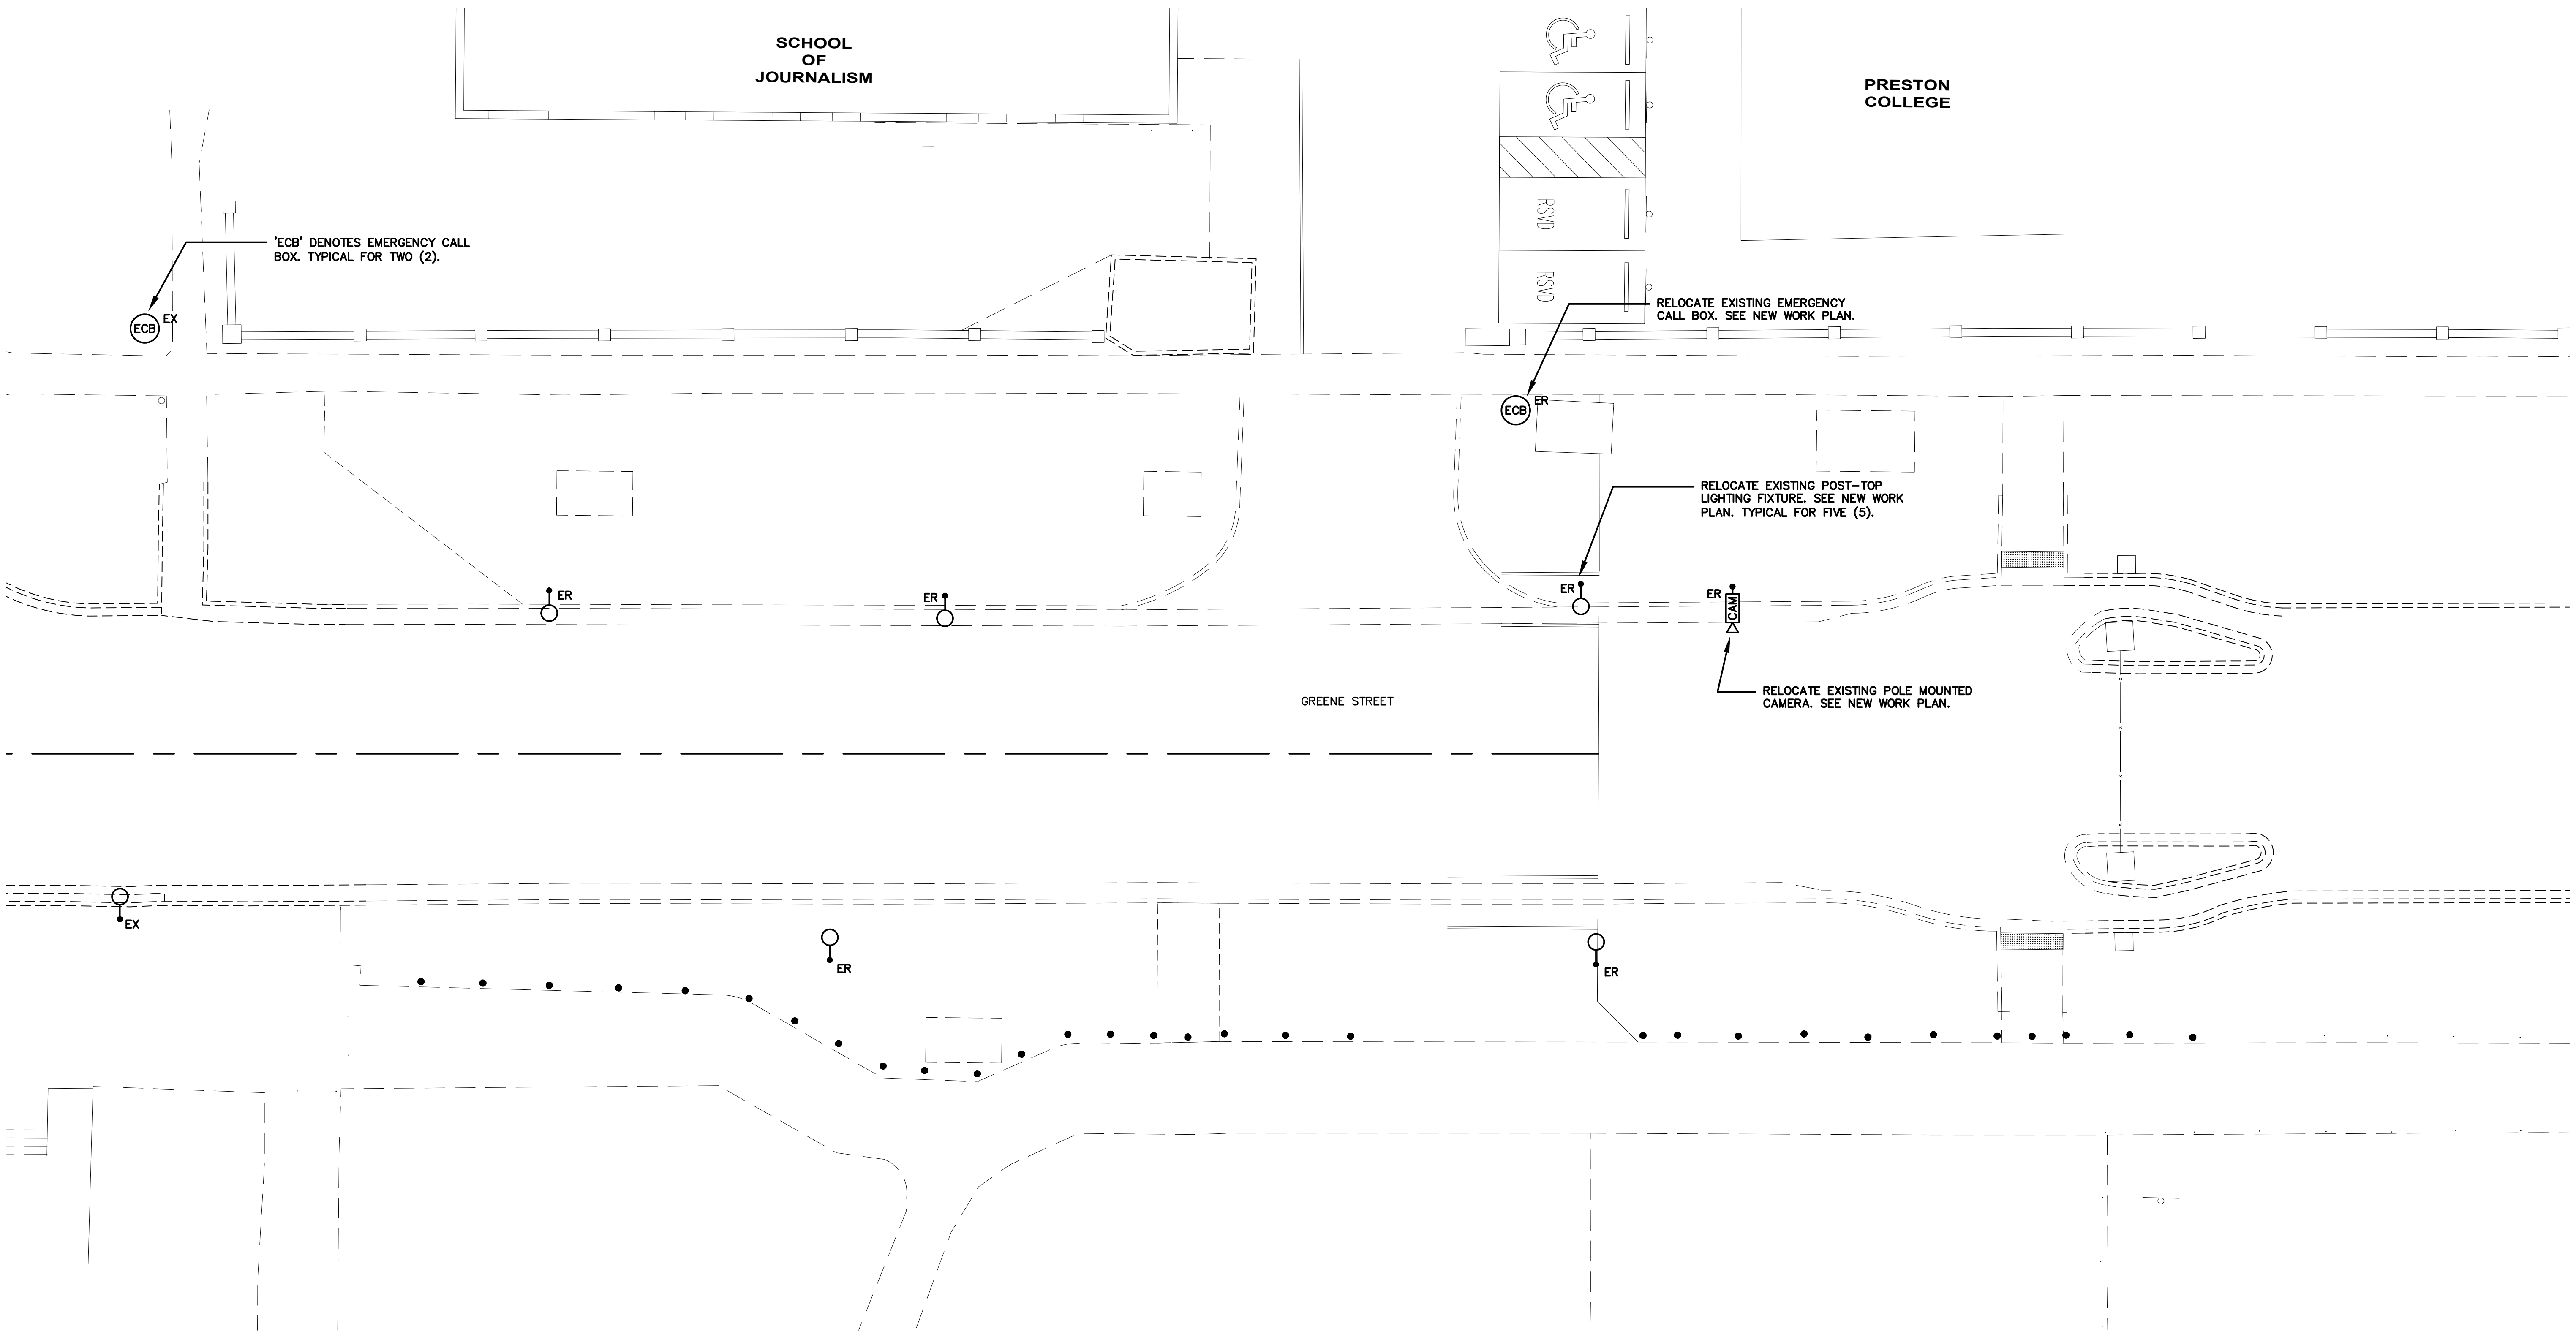 SCHOOL
OF
JOURNALISM
PRESTON
COLLEGE
RSVD
RSVD
'ECB' DENOTES EMERGENCY CALL
BOX. TYPICAL FOR TWO (2).
ECB
EX
RELOCATE EXISTING EMERGENCY
CALL BOX. SEE NEW WORK PLAN.
ECB
ER
RELOCATE EXISTING POST-TOP
LIGHTING FIXTURE. SEE NEW WORK
PLAN. TYPICAL FOR FIVE (5).
ER
ER
ER
ER
CAM
RELOCATE EXISTING POLE MOUNTED
CAMERA. SEE NEW WORK PLAN.
GREENE STREET
EX
ER
ER